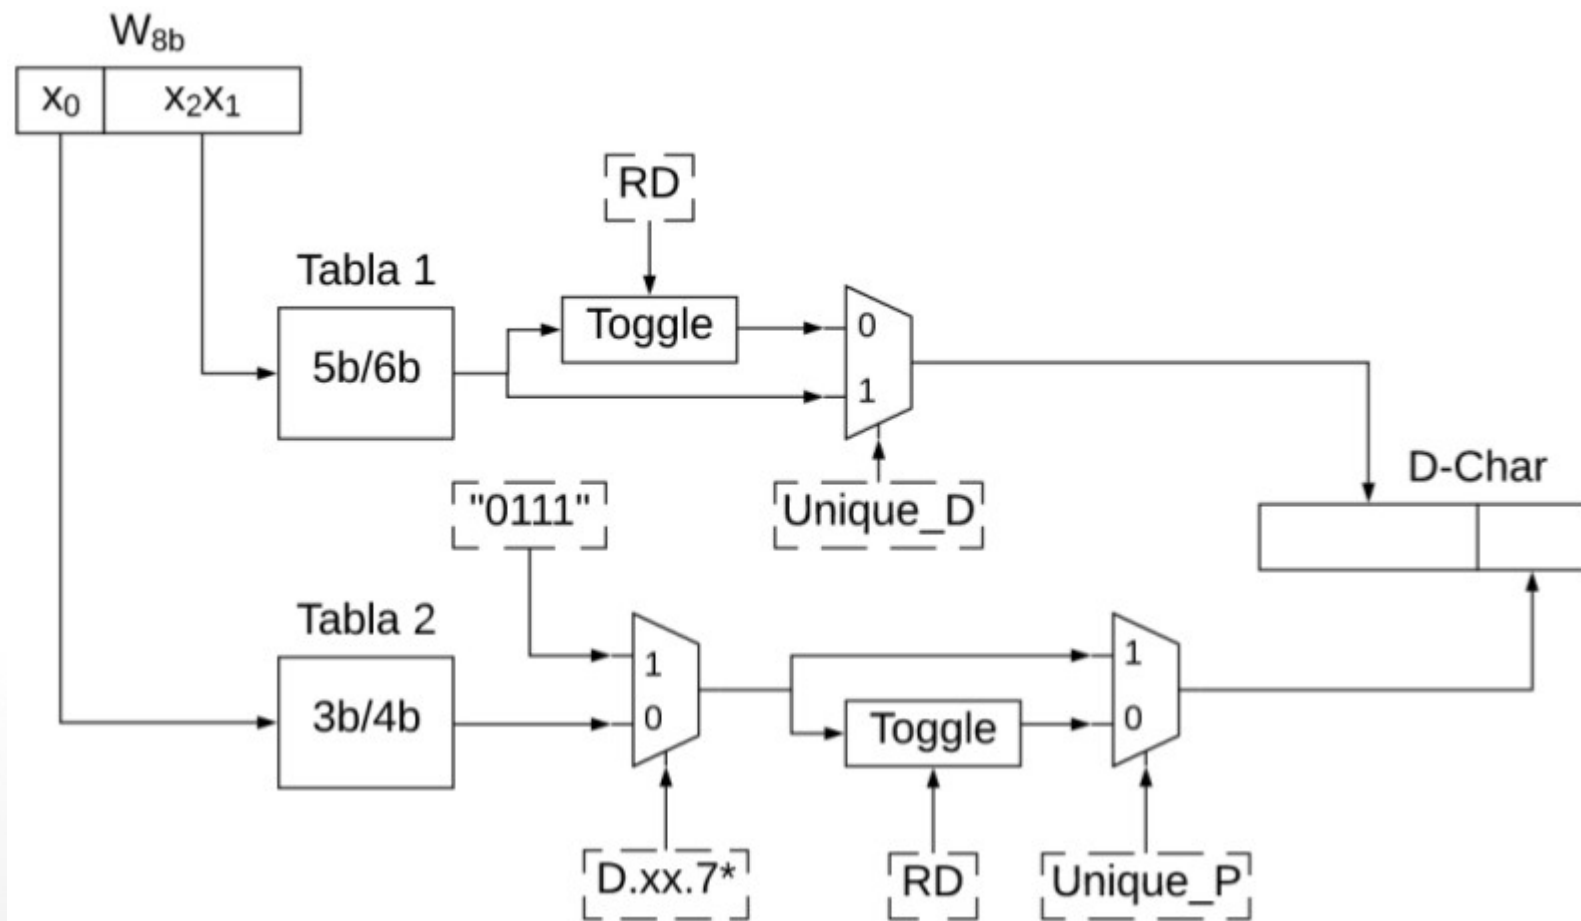 W8b
x0 x2x1
RD
Tabla 1
Toggle
0
5b/6b
1
D-Char
"0111"
Unique_D
Tabla 2
1
1
3b/4b
0
Toggle
0
D.xx.7*
RD
Unique_P